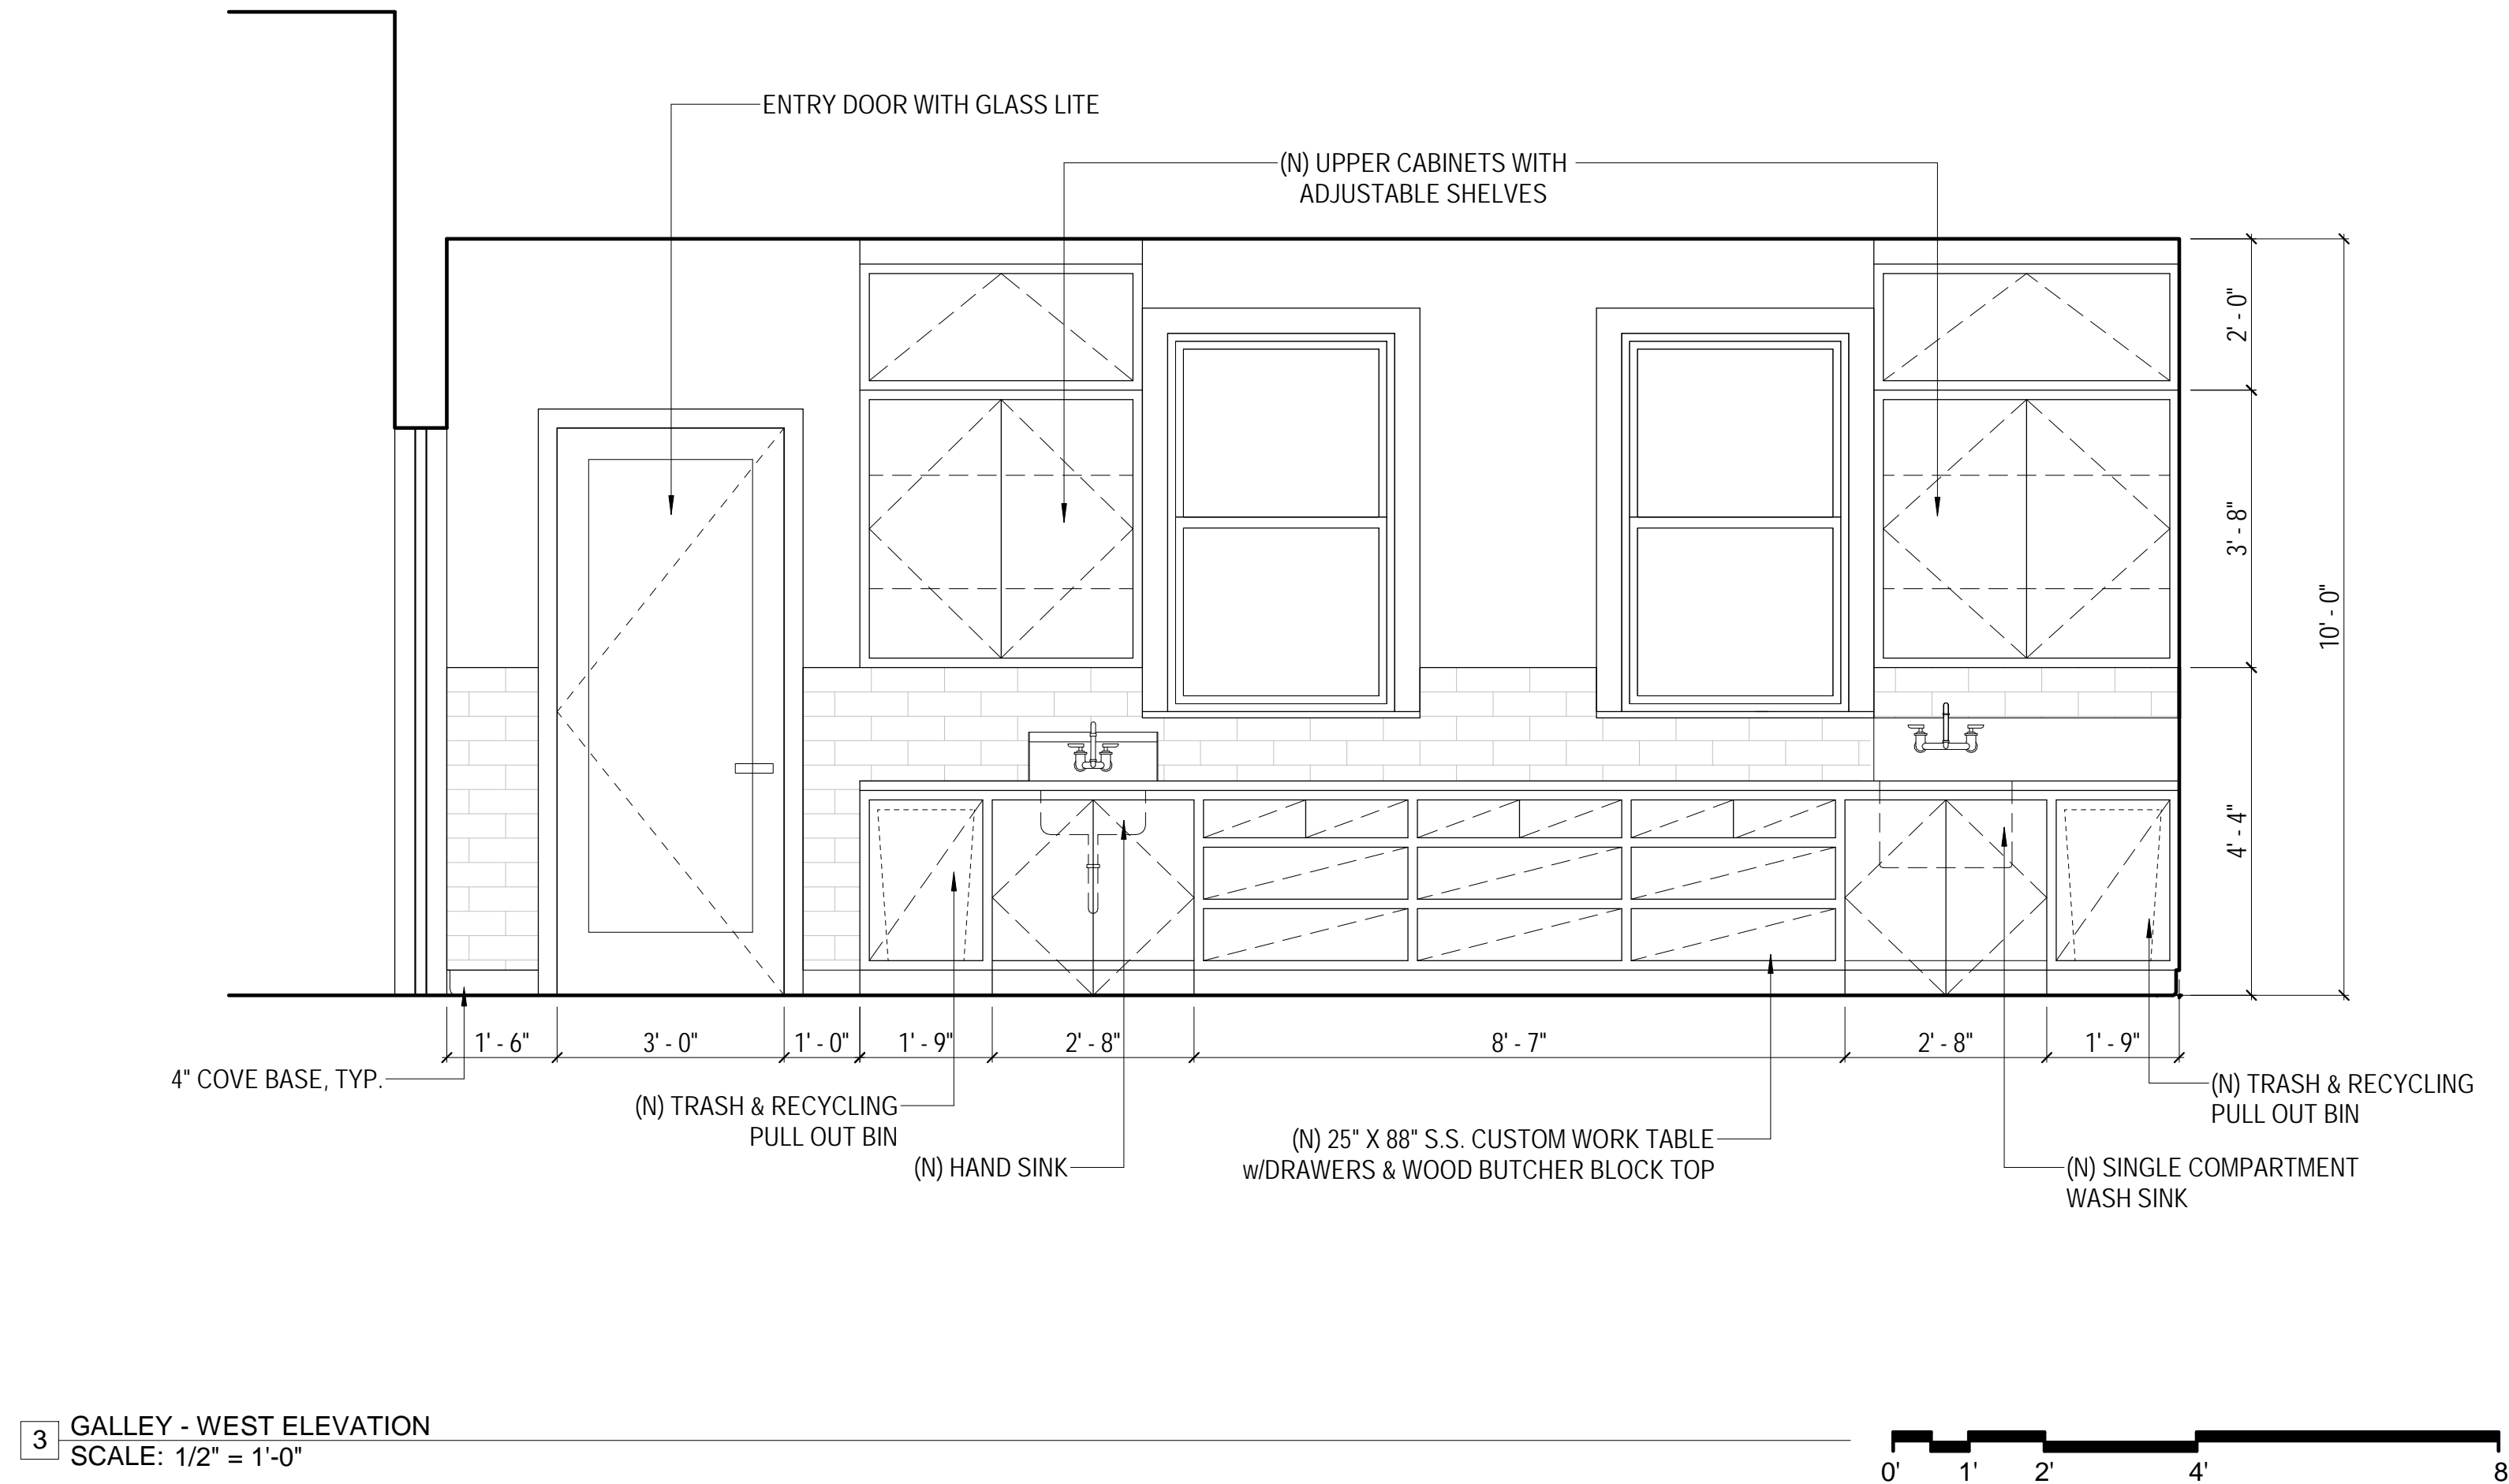 ENTRY DOOR WITH GLASS LITE
(N) UPPER CABINETS WITH
ADJUSTABLE SHELVES
2' - 0"
3' - 8"
10' - 0"
4' - 4"
1' - 6"
3' - 0"
1' - 0"
1' - 9"
2' - 8"
8' - 7"
2' - 8"
1' - 9"
4" COVE BASE, TYP.
(N) TRASH & RECYCLING
PULL OUT BIN
(N) HAND SINK
(N) 25" X 88" S.S. CUSTOM WORK TABLE
w/DRAWERS & WOOD BUTCHER BLOCK TOP
(N) TRASH & RECYCLING
PULL OUT BIN
(N) SINGLE COMPARTMENT
WASH SINK
3
GALLEY - WEST ELEVATION
SCALE: 1/2" = 1'-0"
0' 1' 2' 4' 8